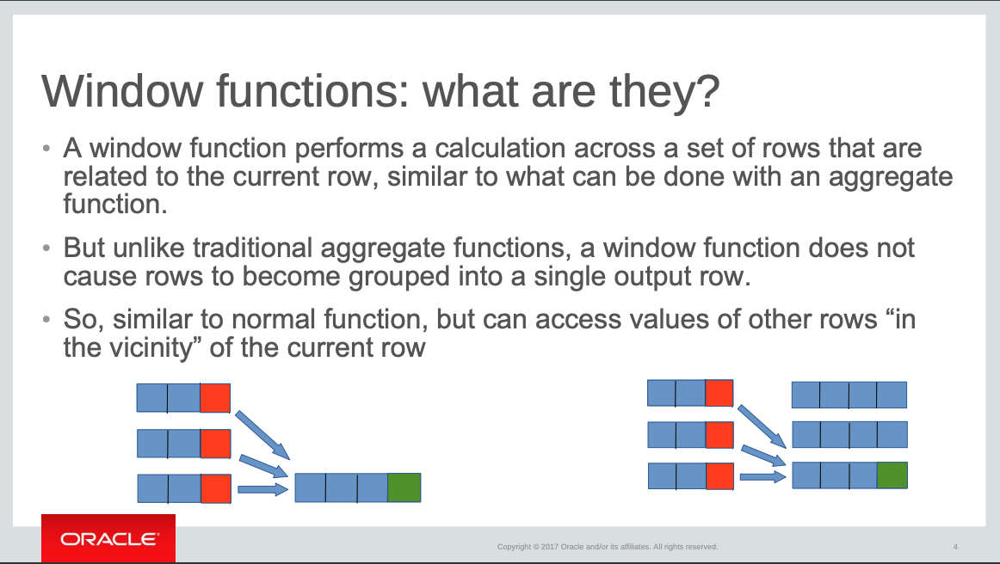 Window functions: what are they?
• A window function performs a calculation across a set of rows that are
related to the current row, similar to what can be done with an aggregate
function.
• But unlike traditional aggregate functions, a window function does not
cause rows to become grouped into a single output row.
• So, similar to normal function, but can access values of other rows “in
the vicinity” of the current row
ORACLE®
Copyright © 2017 Oracle and/or its affiliates. All rights reserved.
4